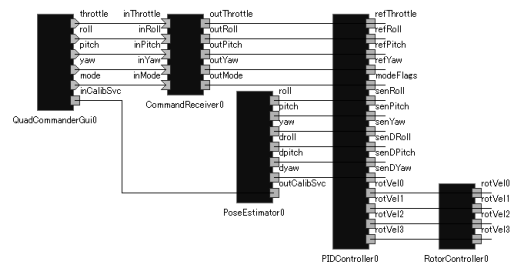 throttle
roll
pitch
yaw
mode
inCalibSvc
QuadCommanderGui0
inThrottle
inRoll
inPitch
inYaw
inMode
outThrottle
outRoll
outPitch
outYaw
outMode
CommandReceiver0
roll
pitch
yaw
droll
dpitch
dyaw
outCalibSvc
PoseEstimator0
refThrottle
refRoll
refPitch
refYaw
modeFlags
senRoll
senPitch
senYaw
senDRoll
senDPitch
senDYaw
rotVel0
rotVel1
rotVel2
rotVel3
PIDController0
rotVel0
rotVel1
rotVel2
rotVel3
RotorController0